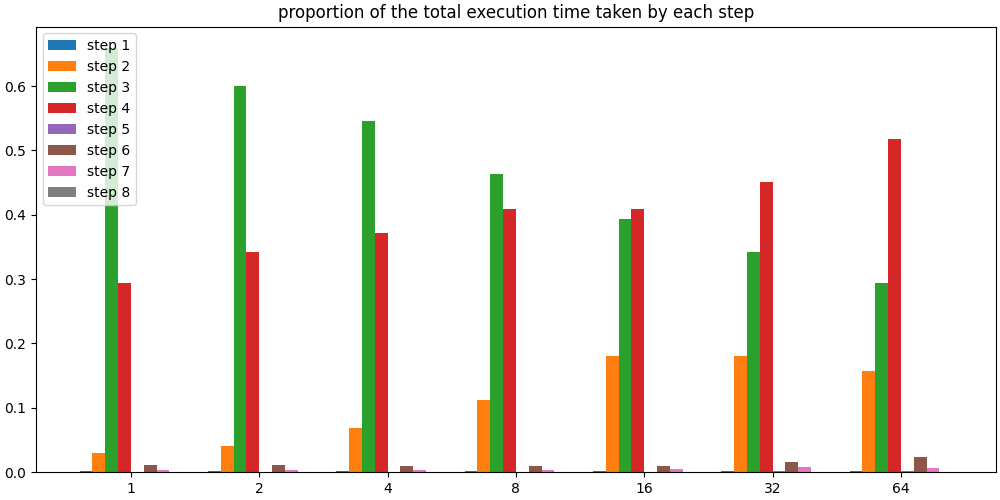 proportion of the total execution time taken by each step
step 1
step 2
step 3
step 4
step 5
step 6
step 7
step 8
0.6
0.5
0.4
0.3
0.2
0.1
0.0
1 2 4 8 16 32 64